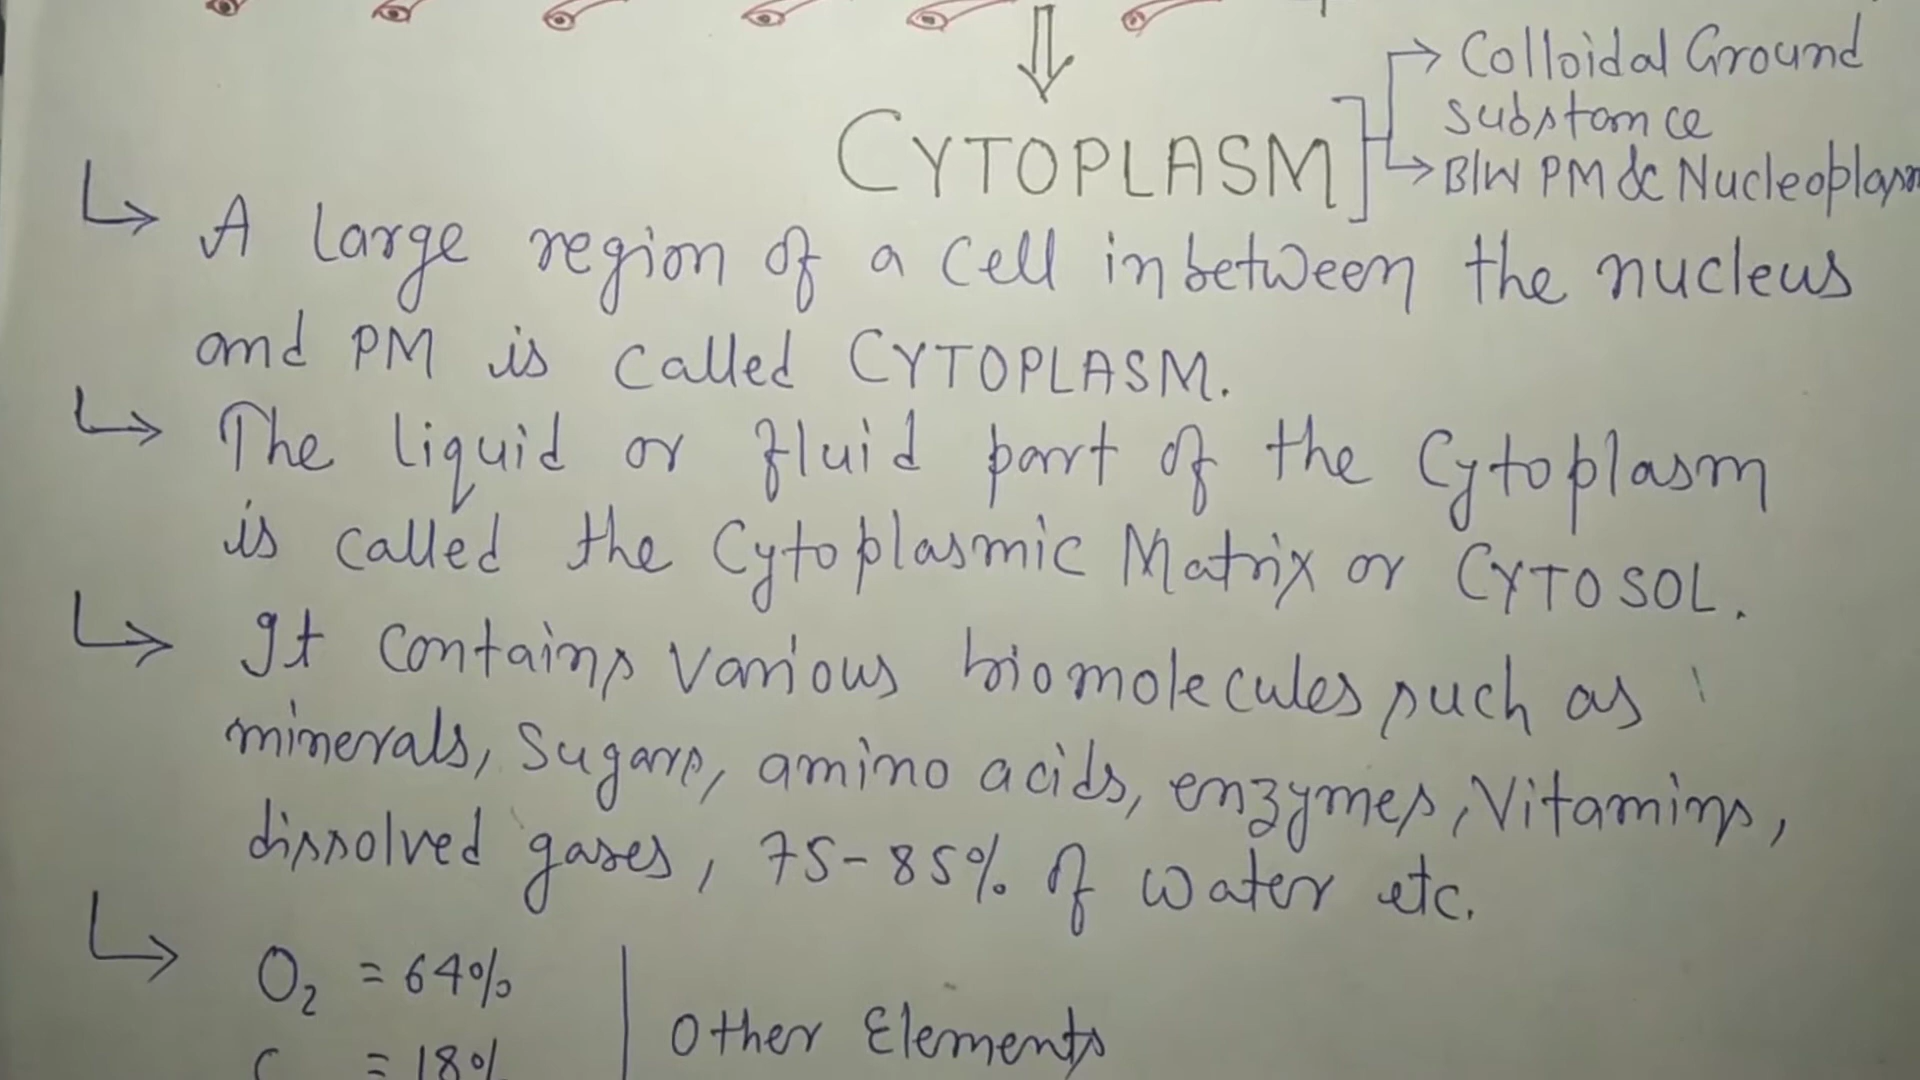 Colloidal Ground
substance
CYTOPLASM
B/W PM & Nucleoplasm
A large region of a cell inbetween the nucleus
and PM is called CYTOPLASM.
The liquid or fluid part of the Cytoplasm
is called the Cytoplasmic Matrix or CYTOSOL.
It contains various biomolecules such as
minerals, Sugars, amino acids, enzymes, Vitamins,
dissolved gases, 75-85% of water etc.
O2 = 64%
C = 18%
Other Elements